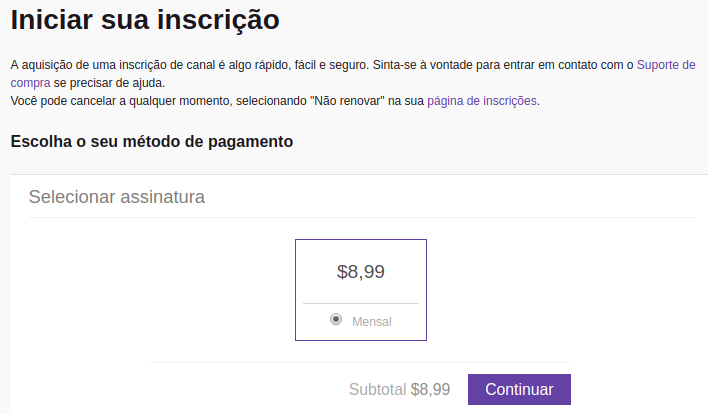 Iniciar sua inscrição
A aquisição de uma inscrição de canal é algo rápido, fácil e seguro. Sinta-se à vontade para entrar em contato com o Suporte de
compra se precisar de ajuda.
Você pode cancelar a qualquer momento, selecionando "Não renovar" na sua página de inscrições.
Escolha o seu método de pagamento
Selecionar assinatura
$8,99
Mensal
Subtotal $8,99 Continuar